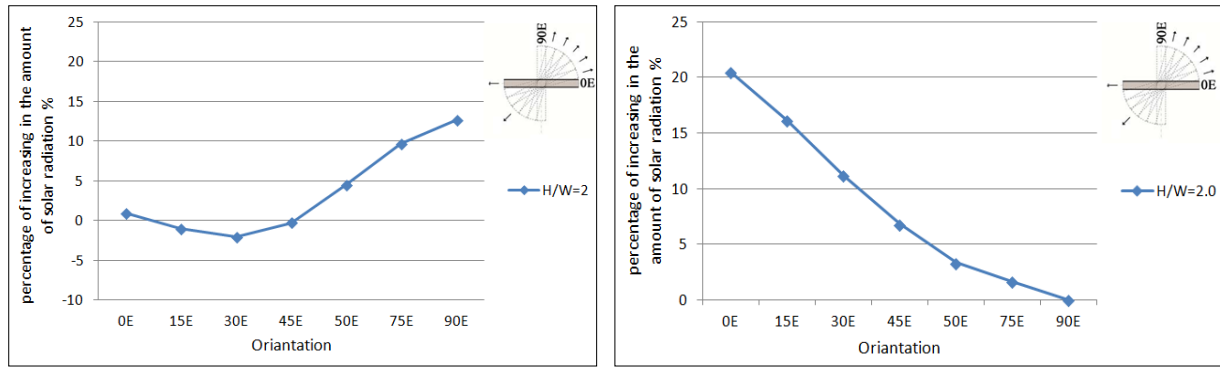 percentage of increasing in the amount
of solar radiation %
25
20
15
10
5
0
-5
-10
0E
15E
30E
45E
50E
75E
90E
Oriantation
90E
0E
H/W=2
percentage of increasing in the
amount of solar radiation %
25
20
15
10
5
0
0E
15E
30E
45E
50E
75E
90E
Oriantation
90E
0E
H/W=2.0